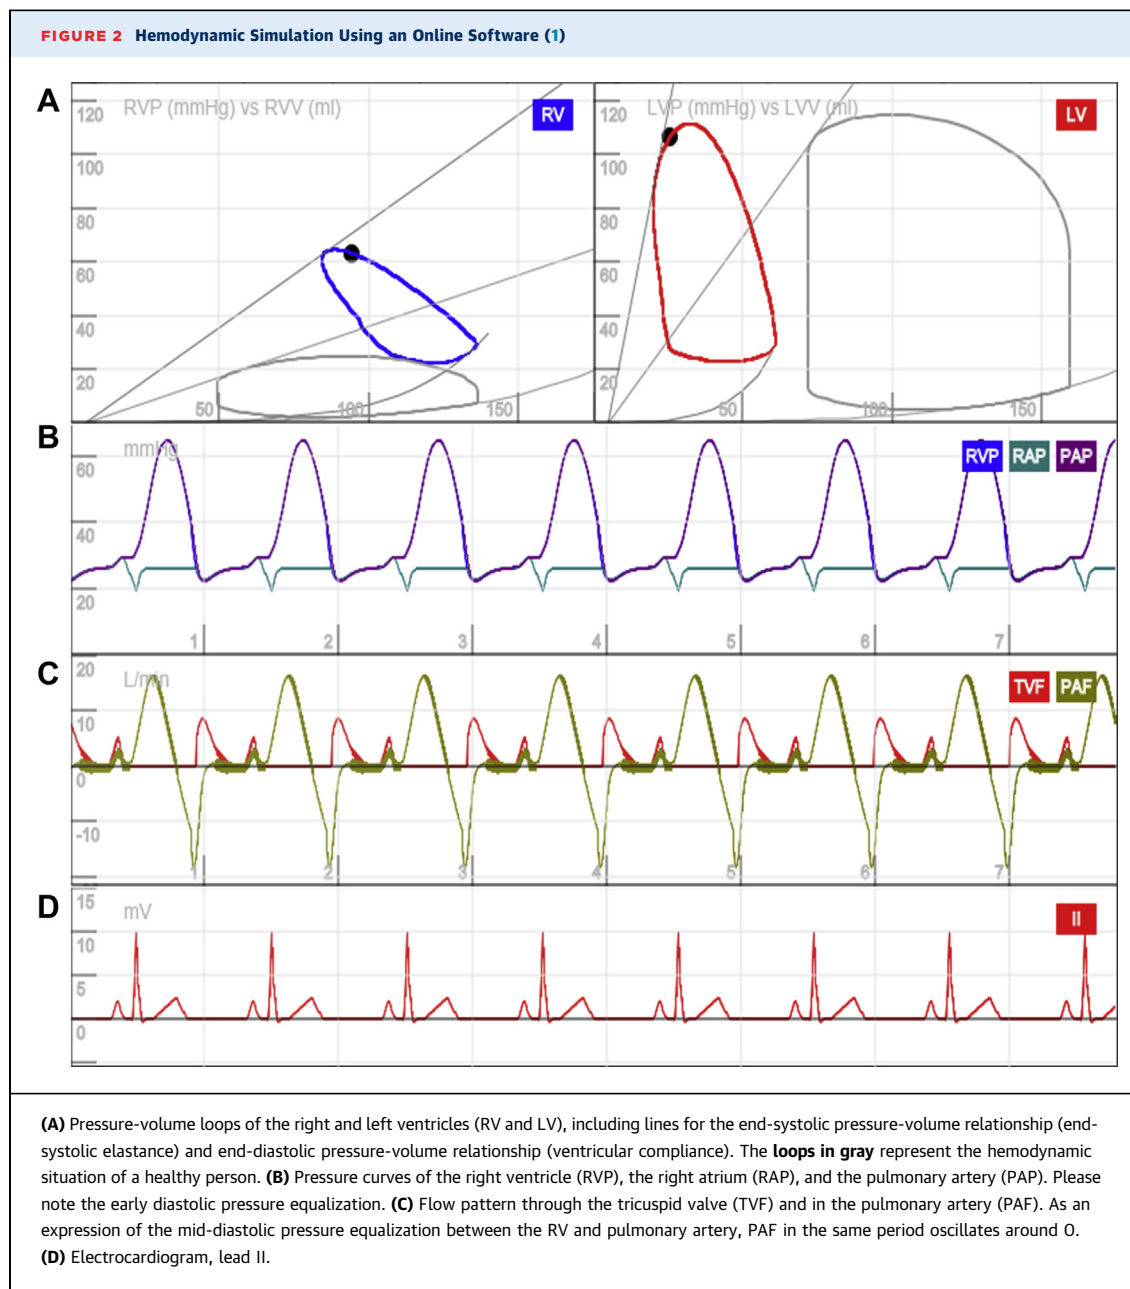 FIGURE 2 Hemodynamic Simulation Using an Online Software (1)
A
RVP (mmHg) vs RVV (ml)
RV
120
100
80
60
40
20
50
100
150
LVP (mmHg) vs LVV (ml)
LV
120
100
80
60
40
20
50
100
150
B
mmHg
RVP RAP PAP
60
40
20
1 2 3 4 5 6 7
C
L/min
TVF PAF
20
10
0
-10
1 2 3 4 5 6 7
D
mV
II
15
10
5
0
(A) Pressure-volume loops of the right and left ventricles (RV and LV), including lines for the end-systolic pressure-volume relationship (end-
systolic elastance) and end-diastolic pressure-volume relationship (ventricular compliance). The loops in gray represent the hemodynamic
situation of a healthy person. (B) Pressure curves of the right ventricle (RVP), the right atrium (RAP), and the pulmonary artery (PAP). Please
note the early diastolic pressure equalization. (C) Flow pattern through the tricuspid valve (TVF) and in the pulmonary artery (PAF). As an
expression of the mid-diastolic pressure equalization between the RV and pulmonary artery, PAF in the same period oscillates around 0.
(D) Electrocardiogram, lead II.